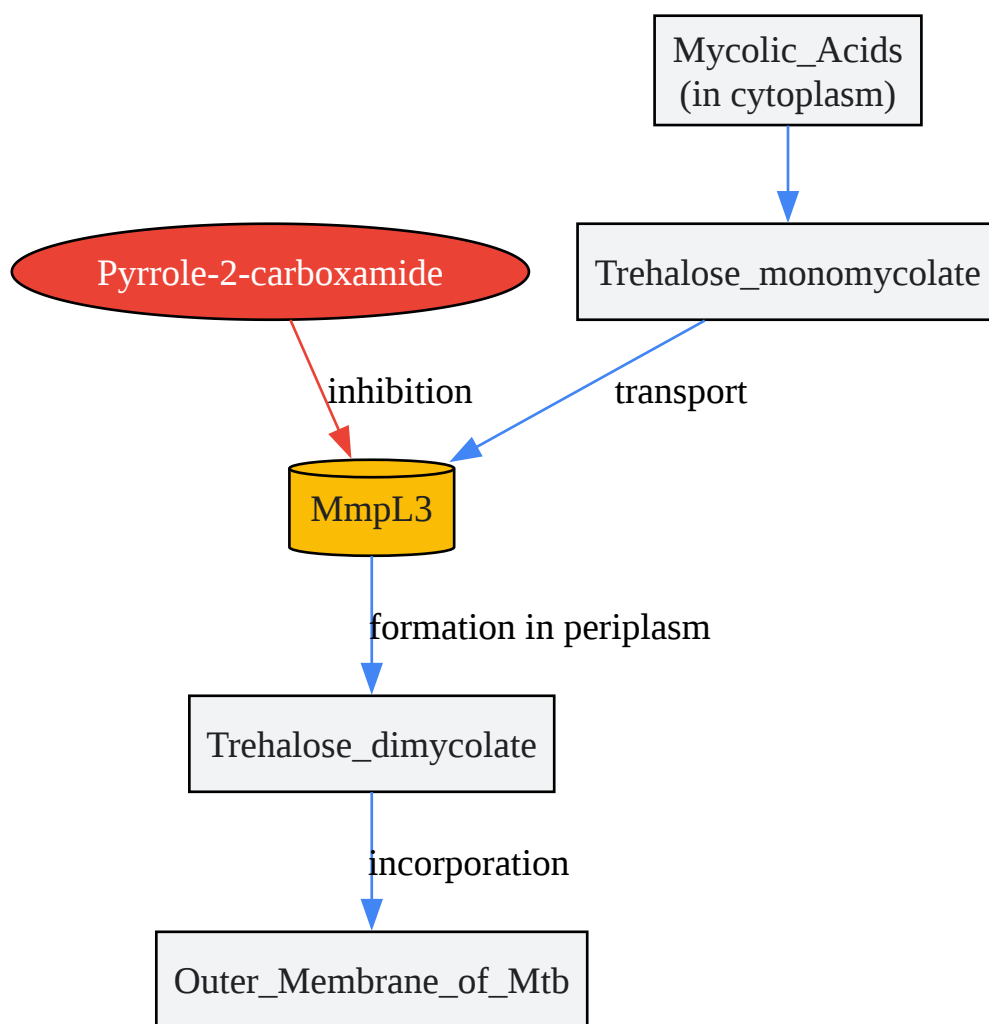 Mycolic_Acids
(in cytoplasm)
Pyrrole-2-carboxamide
Trehalose_monomycolate
inhibition
transport
MmpL3
formation in periplasm
Trehalose_dimycolate
incorporation
Outer_Membrane_of_Mtb